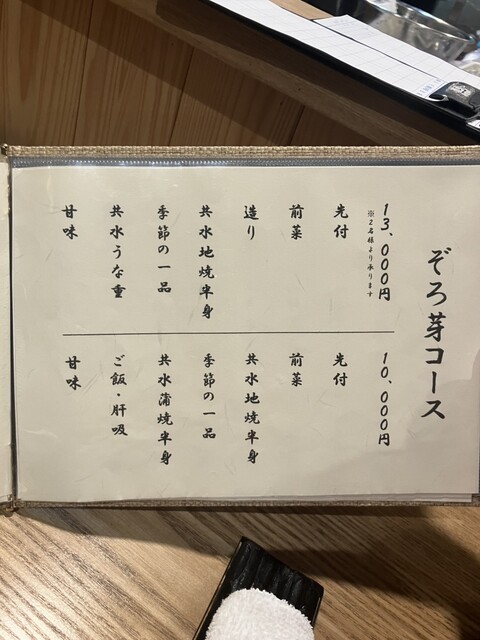 ぞろ芽コース
13、000円
※2名様より承ります
先付
前菜
造り
共水地焼半身
季節の一品
共水うな重
甘味
10、000円
先付
前菜
共水地焼半身
季節の一品
共水蒲焼半身
ご飯・肝吸
甘味